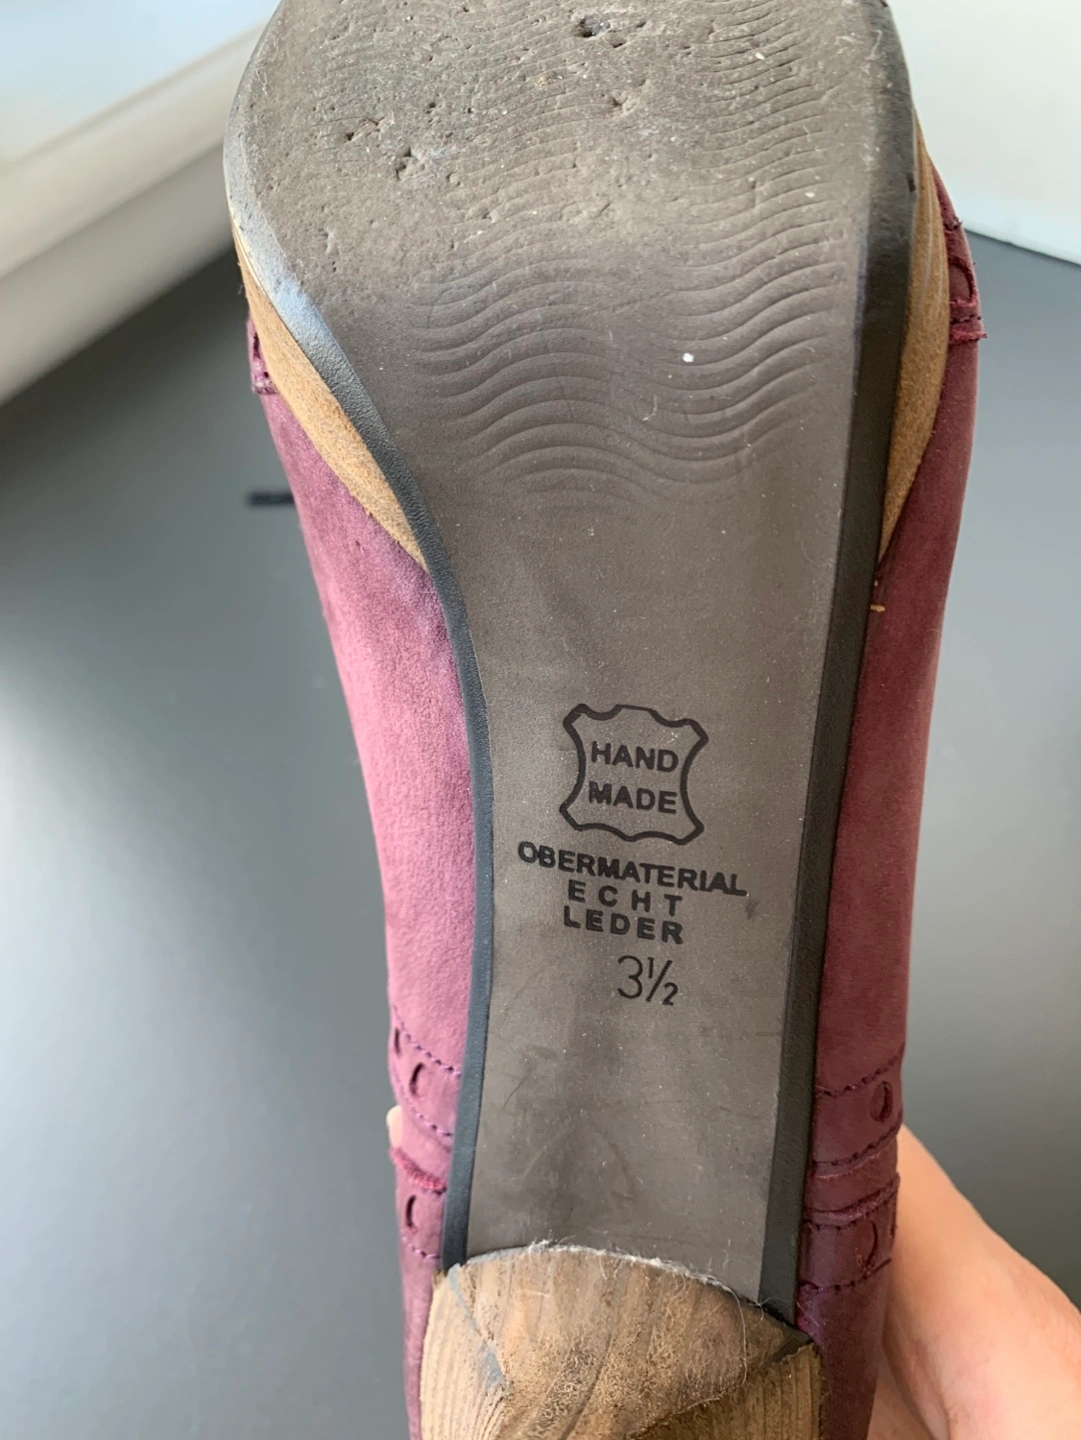 HAND
MADE
OBERMATERIAL
ECHT
LEDER
3½